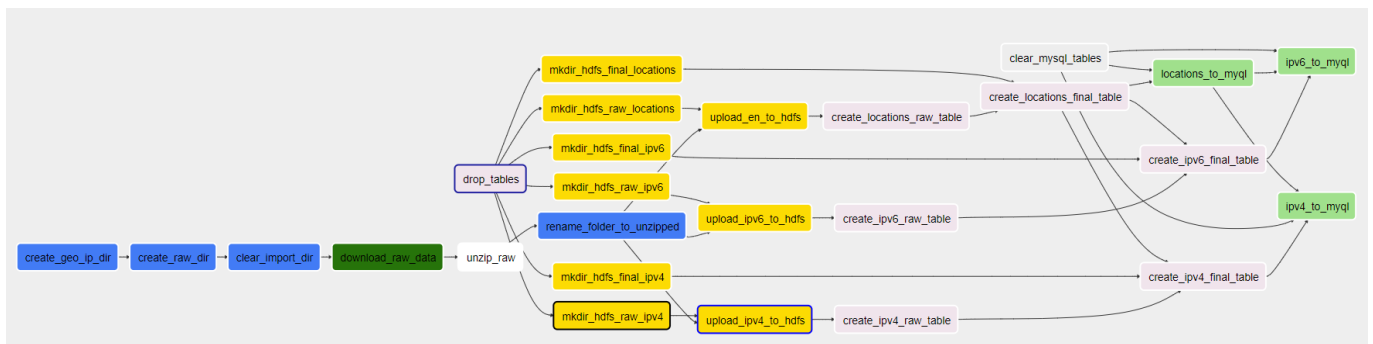 clear_mysql_tables
ipv6_to_myql
mkdir_hdfs_final_locations
locations_to_myql
create_locations_final_table
mkdir_hdfs_raw_locations
upload_en_to_hdfs
create_locations_raw_table
mkdir_hdfs_final_ipv6
create_ipv6_final_table
drop_tables
mkdir_hdfs_raw_ipv6
ipv4_to_myql
upload_ipv6_to_hdfs
create_ipv6_raw_table
rename_folder_to_unzipped
create_geo_ip_dir
create_raw_dir
clear_import_dir
download_raw_data
unzip_raw
mkdir_hdfs_final_ipv4
create_ipv4_final_table
mkdir_hdfs_raw_ipv4
upload_ipv4_to_hdfs
create_ipv4_raw_table